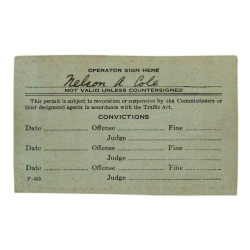 OPERATOR SIGN HERE
Nelson A. Cole
NOT VALID UNLESS COUNTERSIGNED
This permit is subject to revocation or suspension by the Commissioners or
their designated agents in accordance with the Traffic Act.
CONVICTIONS
Date Offense Fine
Judge
Date Offense Fine
Judge
Date Offense Fine
Judge